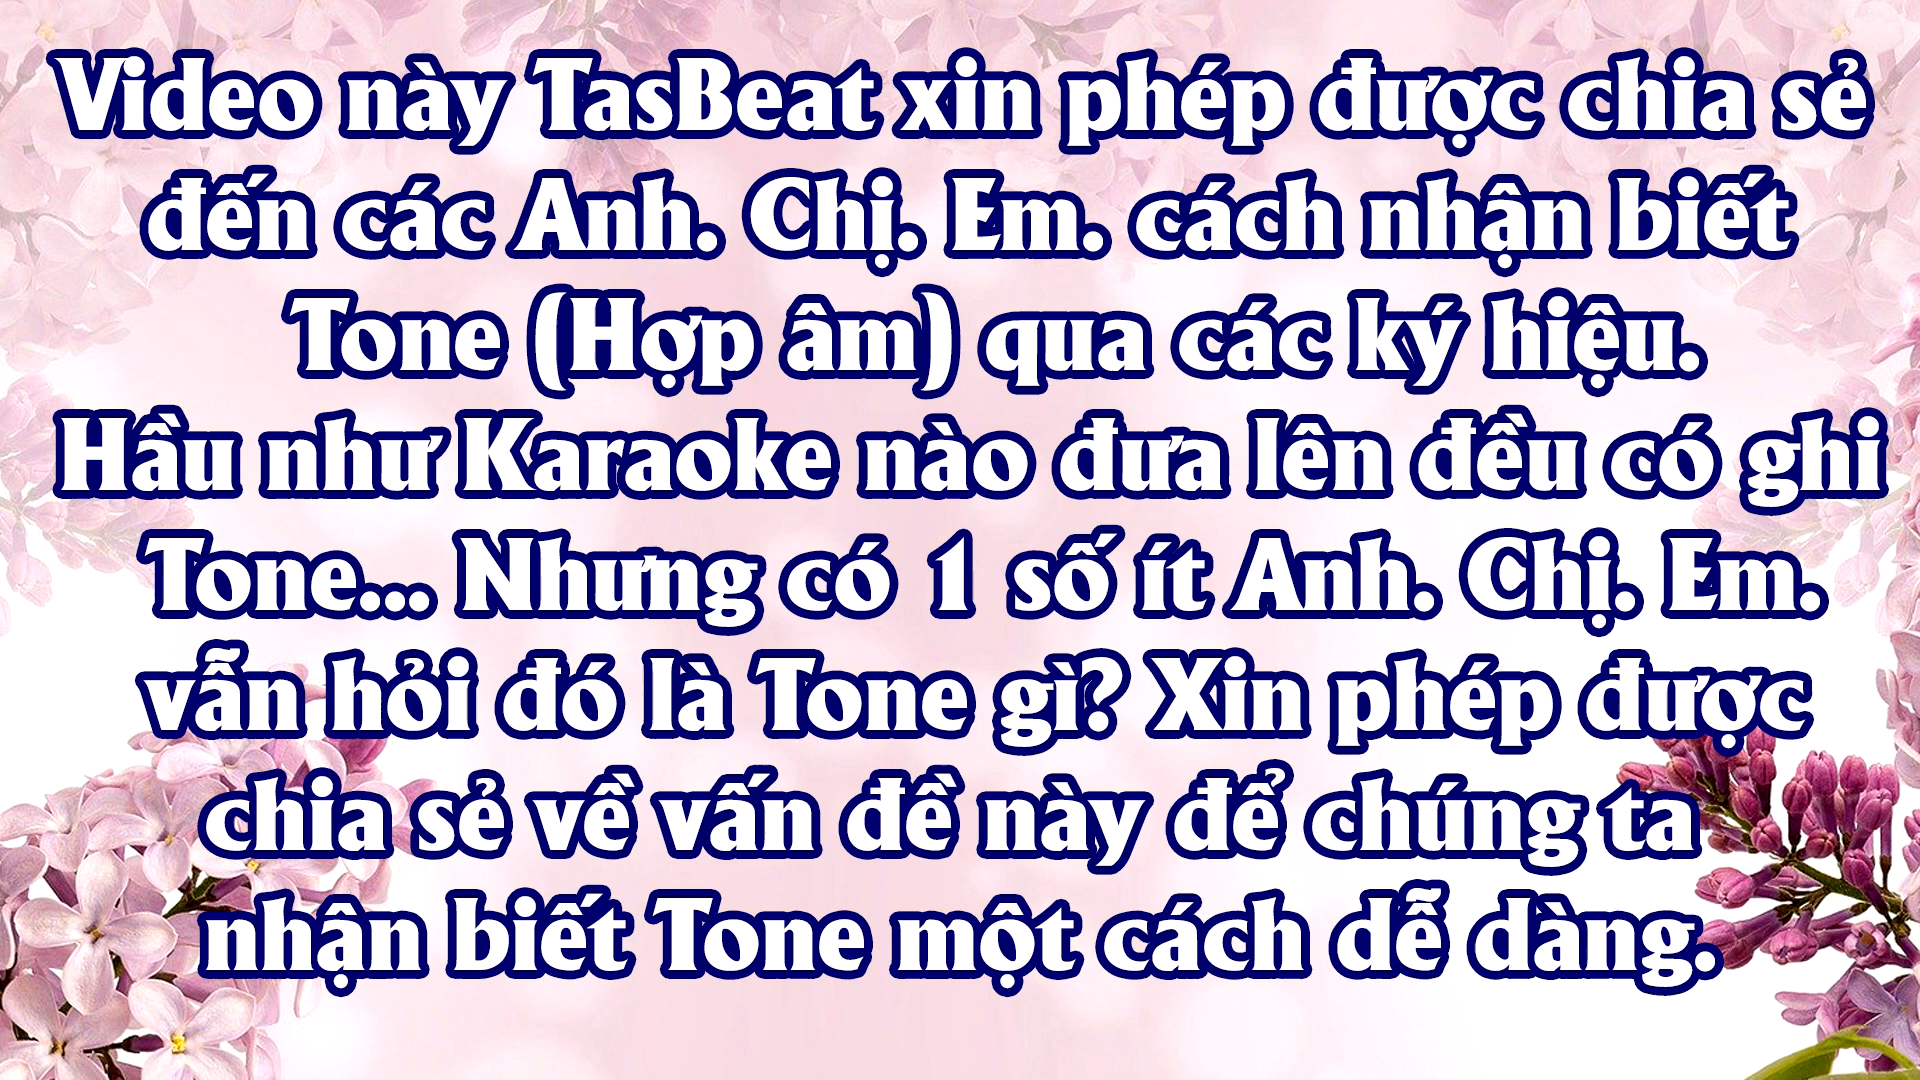 Video này TasBeat xin phép được chia sẻ
đến các Anh. Chị. Em. cách nhận biết
Tone (Hợp âm) qua các ký hiệu.
Hầu như Karaoke nào đưa lên đều có ghi
Tone... Nhưng có 1 số ít Anh. Chị. Em.
vẫn hỏi đó là Tone gì? Xin phép được
chia sẻ về vấn đề này để chúng ta
nhận biết Tone một cách dễ dàng.